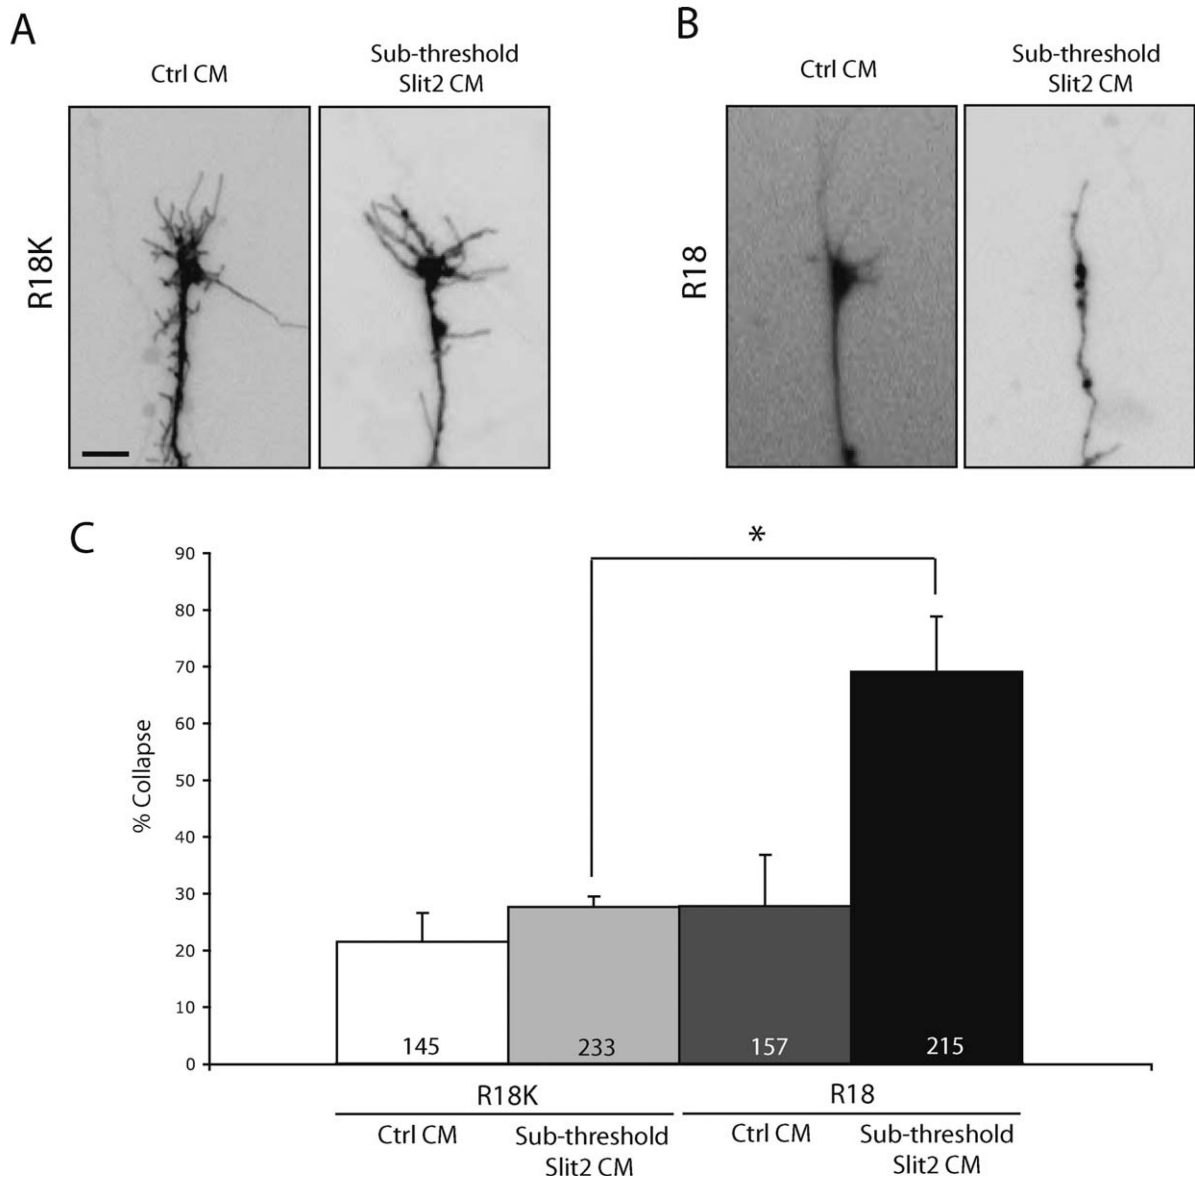 A
Ctrl CM
Sub-threshold
Slit2 CM
R18K
B
Ctrl CM
Sub-threshold
Slit2 CM
R18
C
*
90
80
70
60
50
40
30
20
10
0
% Collapse
145
233
157
215
R18K
R18
Ctrl CM
Sub-threshold
Slit2 CM
Ctrl CM
Sub-threshold
Slit2 CM